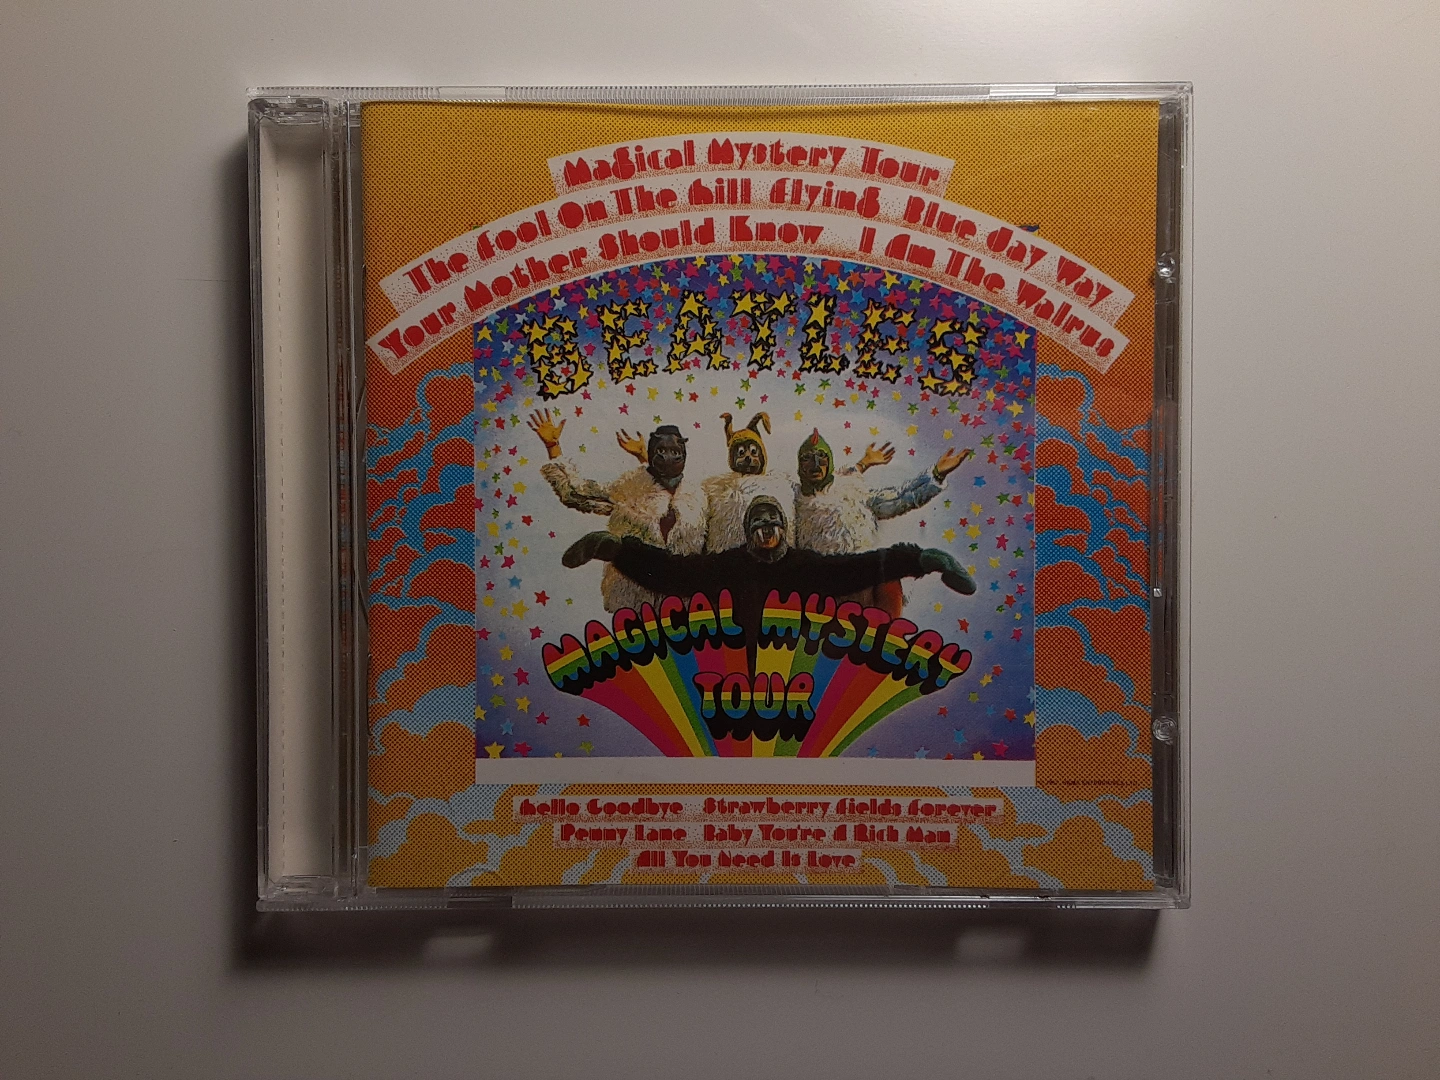 Magical Mystery Tour
The Fool On The Hill Flying Blue Jay Way
Your Mother Should Know I Am The Walrus
BEATLES
MAGICAL MYSTERY
TOUR
Hello Goodbye Strawberry Fields Forever
Penny Lane Baby You're A Rich Man
All You Need Is Love